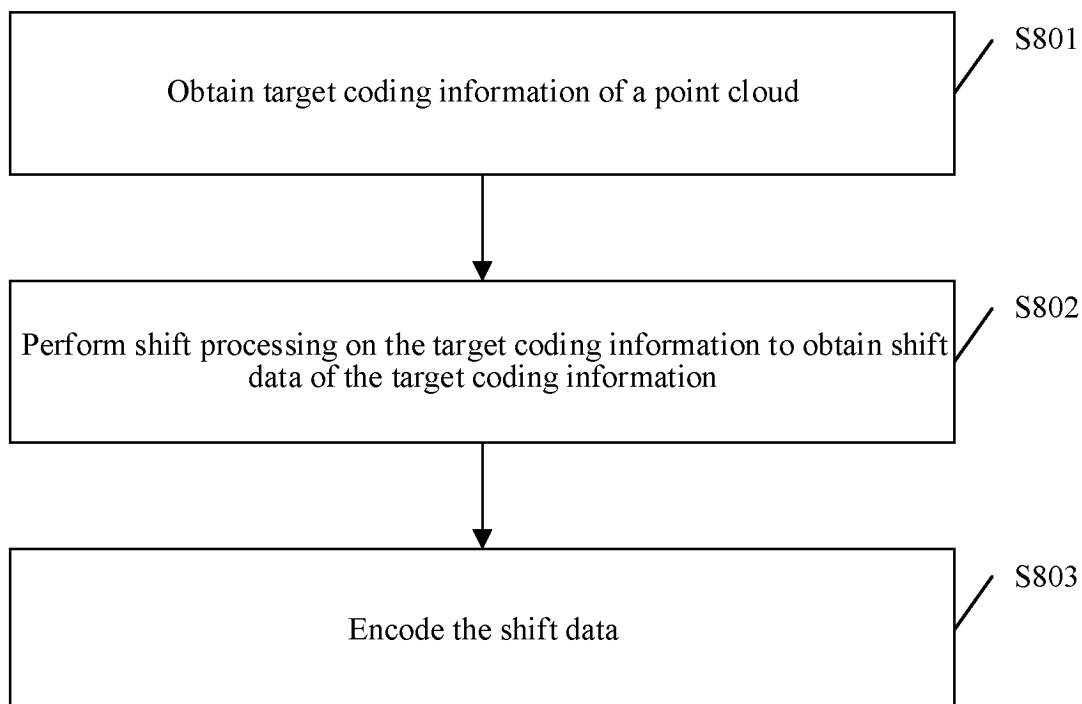 S801
Obtain target coding information of a point cloud
S802
Perform shift processing on the target coding information to obtain shift
data of the target coding information
S803
Encode the shift data